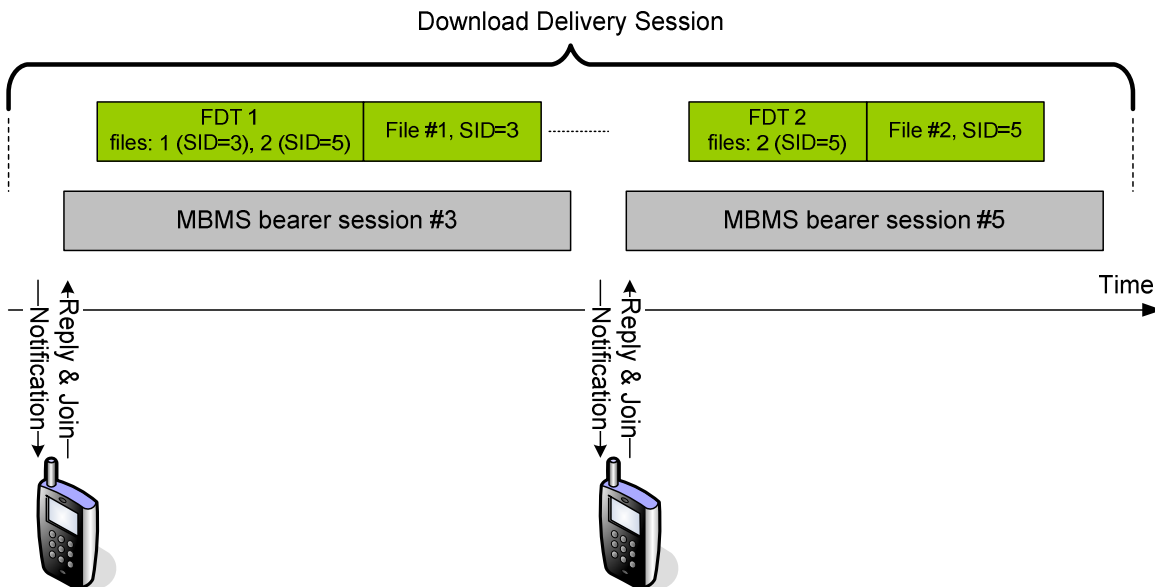 Download Delivery Session
FDT 1
files: 1 (SID=3), 2 (SID=5)
File #1, SID=3
FDT 2
files: 2 (SID=5)
File #2, SID=5
MBMS bearer session #3
MBMS bearer session #5
Time
Notification
Reply & Join
Notification
Reply & Join